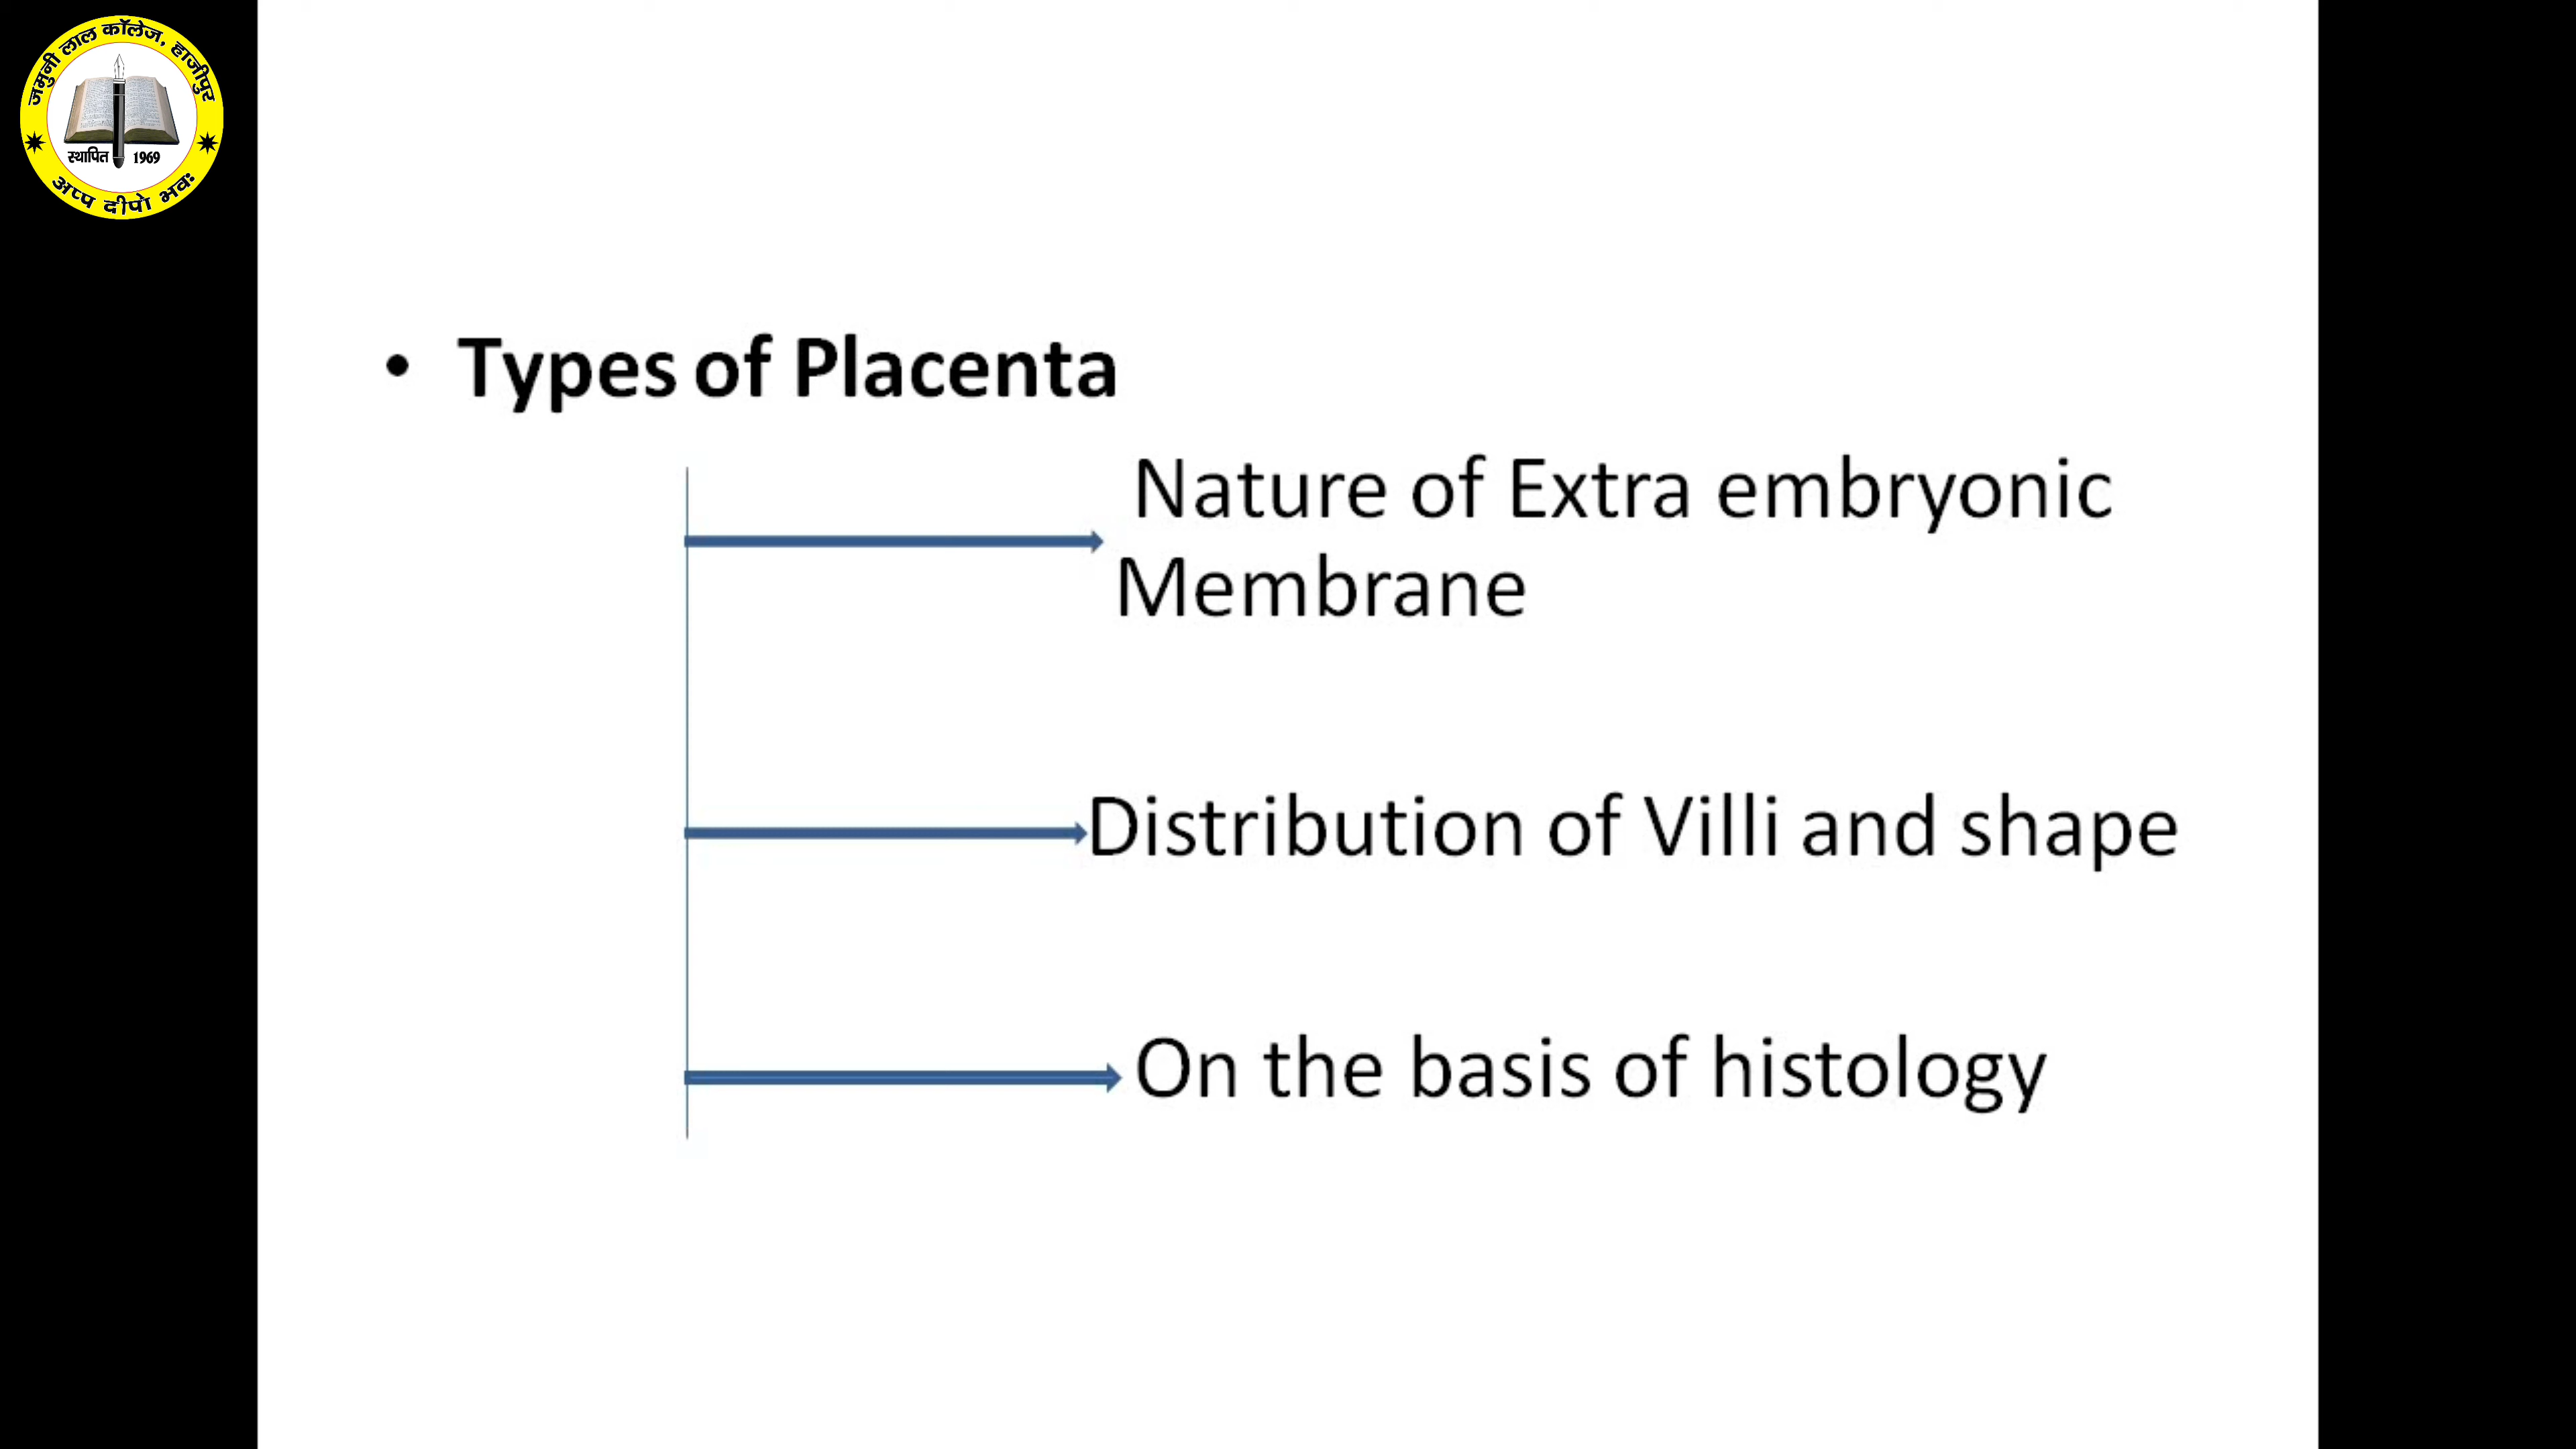 जमुनी लाल कॉलेज, हाजीपुर
स्थापित 1969
अप्प दीपो भवः
• Types of Placenta
Nature of Extra embryonic
Membrane
Distribution of Villi and shape
On the basis of histology